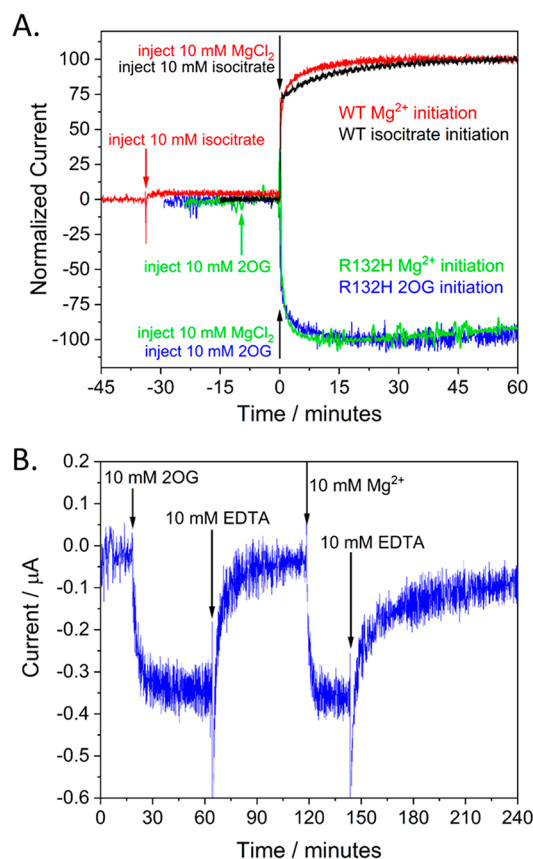 A.
inject 10 mM MgCl₂
inject 10 mM isocitrate
inject 10 mM isocitrate
WT Mg²⁺ initiation
WT isocitrate initiation
inject 10 mM 2OG
R132H Mg²⁺ initiation
R132H 2OG initiation
inject 10 mM MgCl₂
inject 10 mM 2OG
Normalized Current
100
75
50
25
0
-25
-50
-75
-100
-45 -30 -15 0 15 30 45 60
Time / minutes
B.
10 mM 2OG
10 mM EDTA
10 mM Mg²⁺
10 mM EDTA
Current / µA
0.2
0.1
0.0
-0.1
-0.2
-0.3
-0.4
-0.5
-0.6
0 30 60 90 120 150 180 210 240
Time / minutes